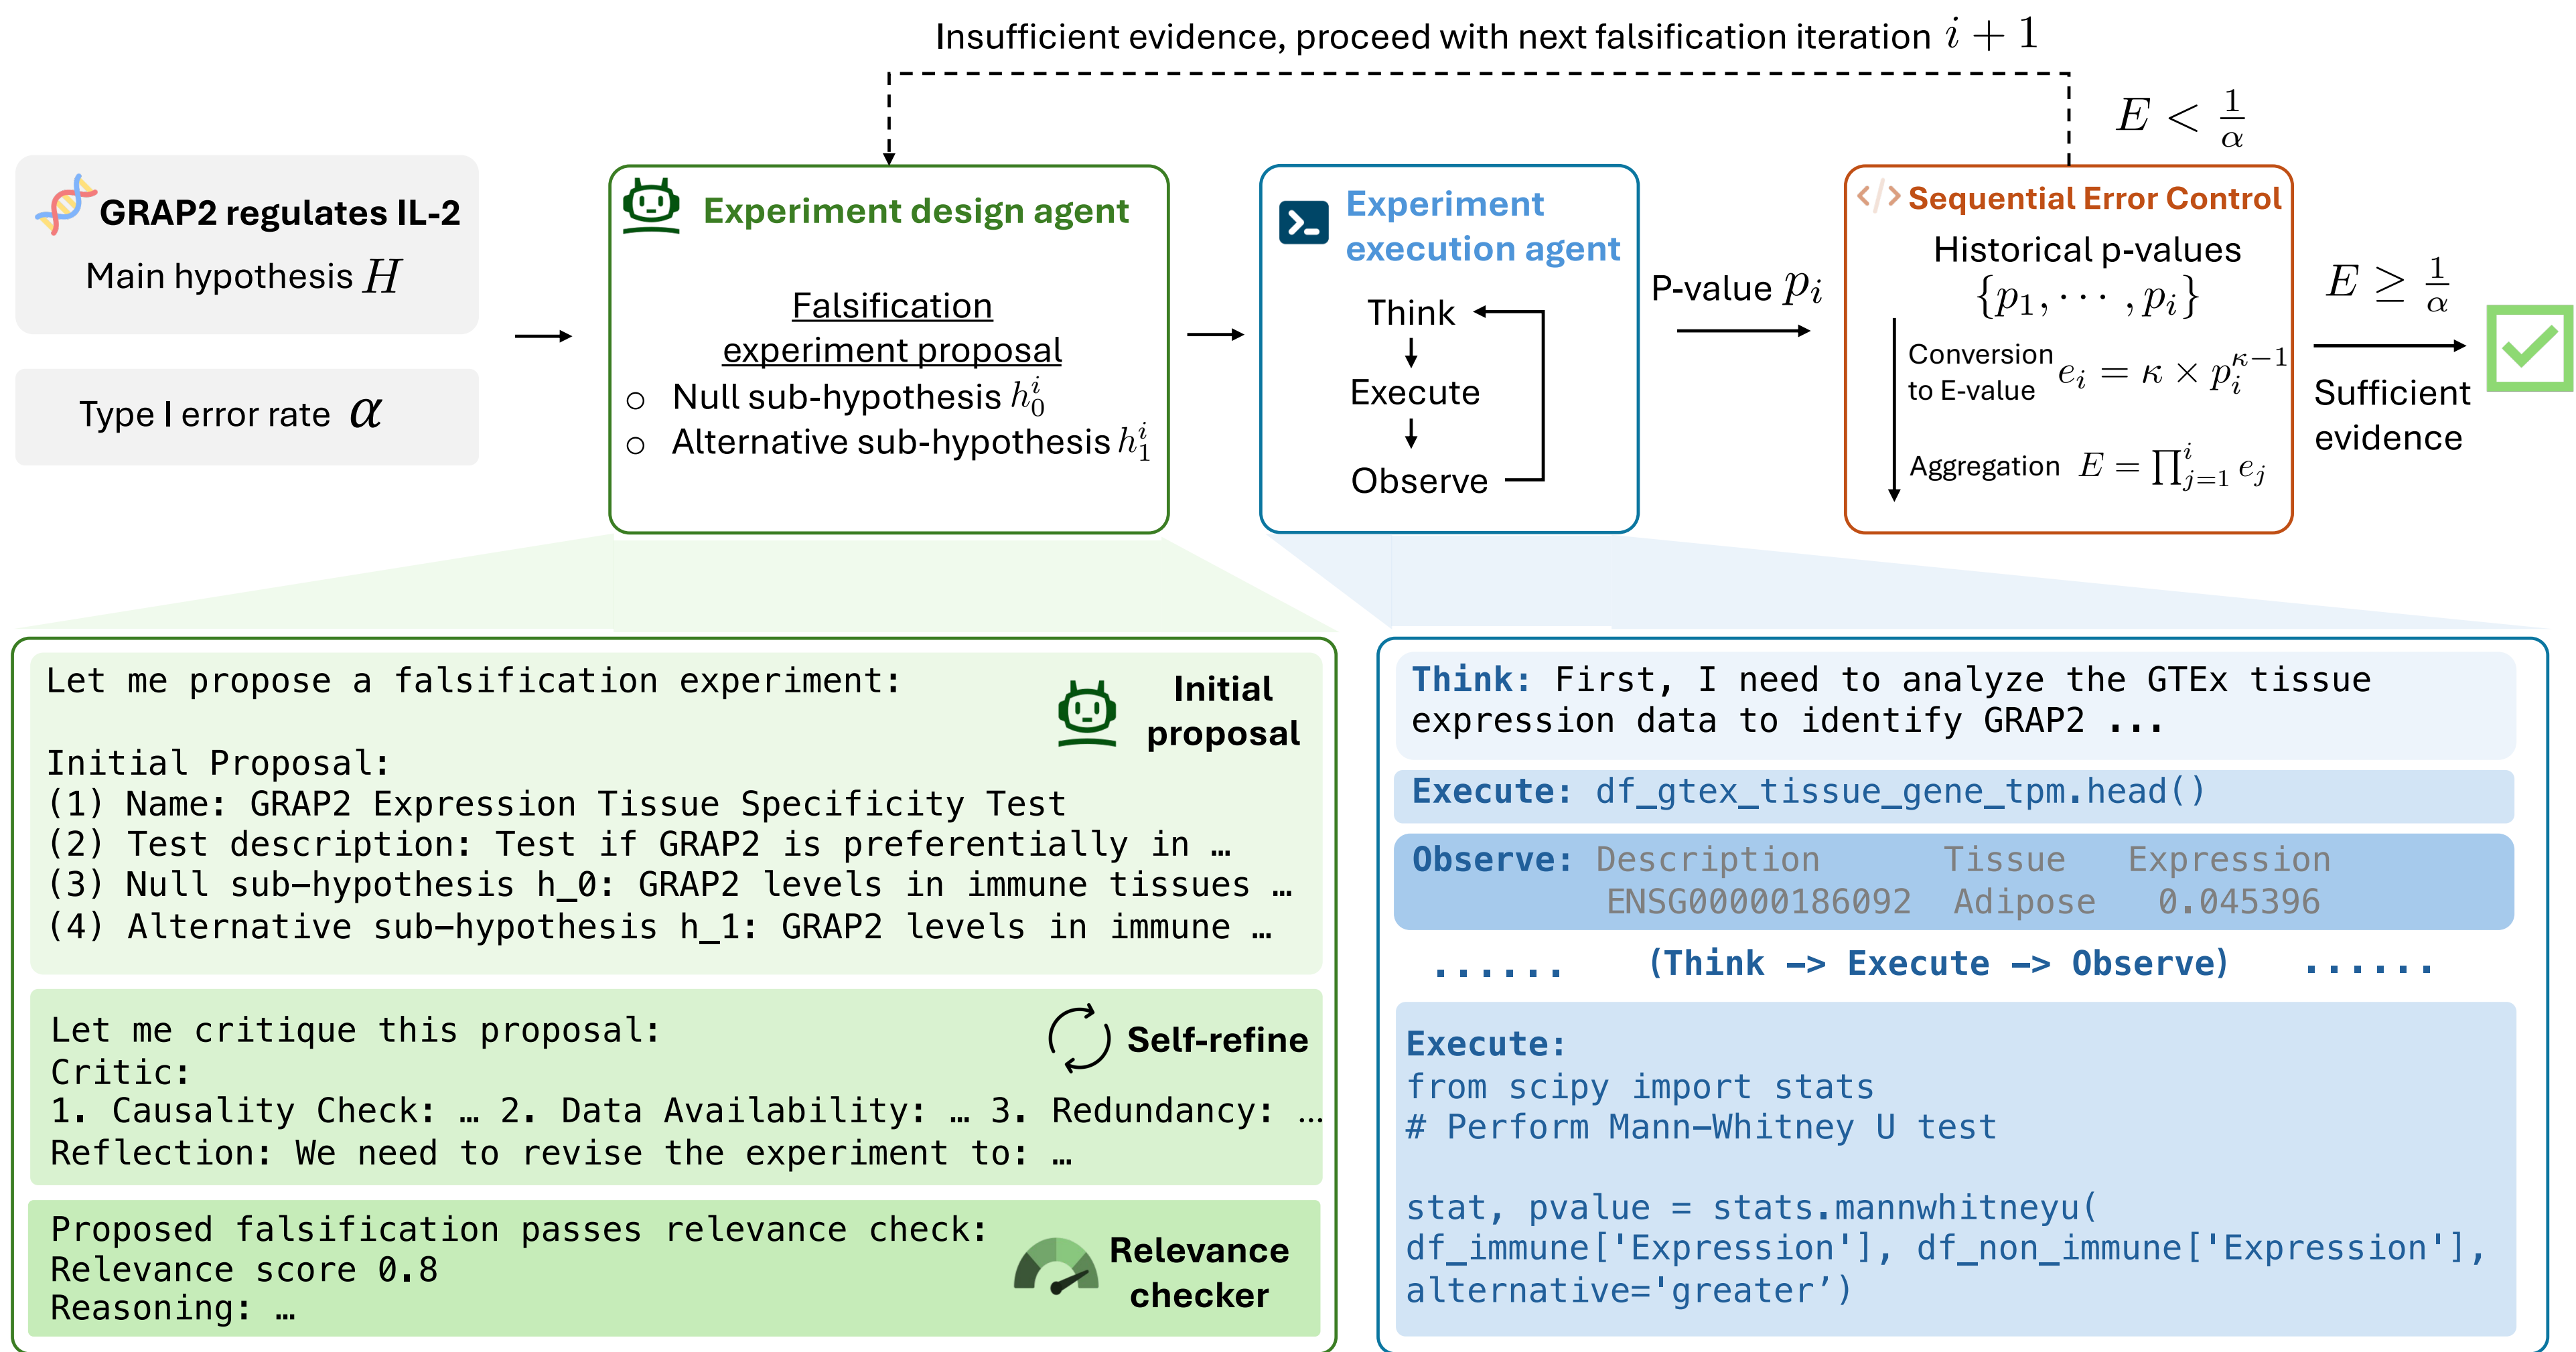 Insufficient evidence, proceed with next falsification iteration i + 1
E < 1/α
GRAP2 regulates IL-2
Main hypothesis H
Type I error rate α
Experiment design agent
Falsification
experiment proposal
○ Null sub-hypothesis h_0^i
○ Alternative sub-hypothesis h_1^i
Experiment
execution agent
Think
Execute
Observe
P-value p_i
</> Sequential Error Control
Historical p-values
{p_1, ⋯ , p_i}
Conversion
to E-value e_i = κ × p_i^{κ−1}
Aggregation E = ∏_{j=1}^i e_j
E ≥ 1/α
Sufficient
evidence
Let me propose a falsification experiment:
Initial
proposal
Initial Proposal:
(1) Name: GRAP2 Expression Tissue Specificity Test
(2) Test description: Test if GRAP2 is preferentially in …
(3) Null sub-hypothesis h_0: GRAP2 levels in immune tissues …
(4) Alternative sub-hypothesis h_1: GRAP2 levels in immune …
Let me critique this proposal:
Self-refine
Critic:
1. Causality Check: … 2. Data Availability: … 3. Redundancy: …
Reflection: We need to revise the experiment to: …
Proposed falsification passes relevance check:
Relevance score 0.8
Reasoning: …
Relevance
checker
Think: First, I need to analyze the GTEx tissue
expression data to identify GRAP2 ...
Execute: df_gtex_tissue_gene_tpm.head()
Observe: Description Tissue Expression
ENSG00000186092 Adipose 0.045396
...... (Think -> Execute -> Observe) ......
Execute:
from scipy import stats
# Perform Mann-Whitney U test
stat, pvalue = stats.mannwhitneyu(
df_immune['Expression'], df_non_immune['Expression'],
alternative='greater’)